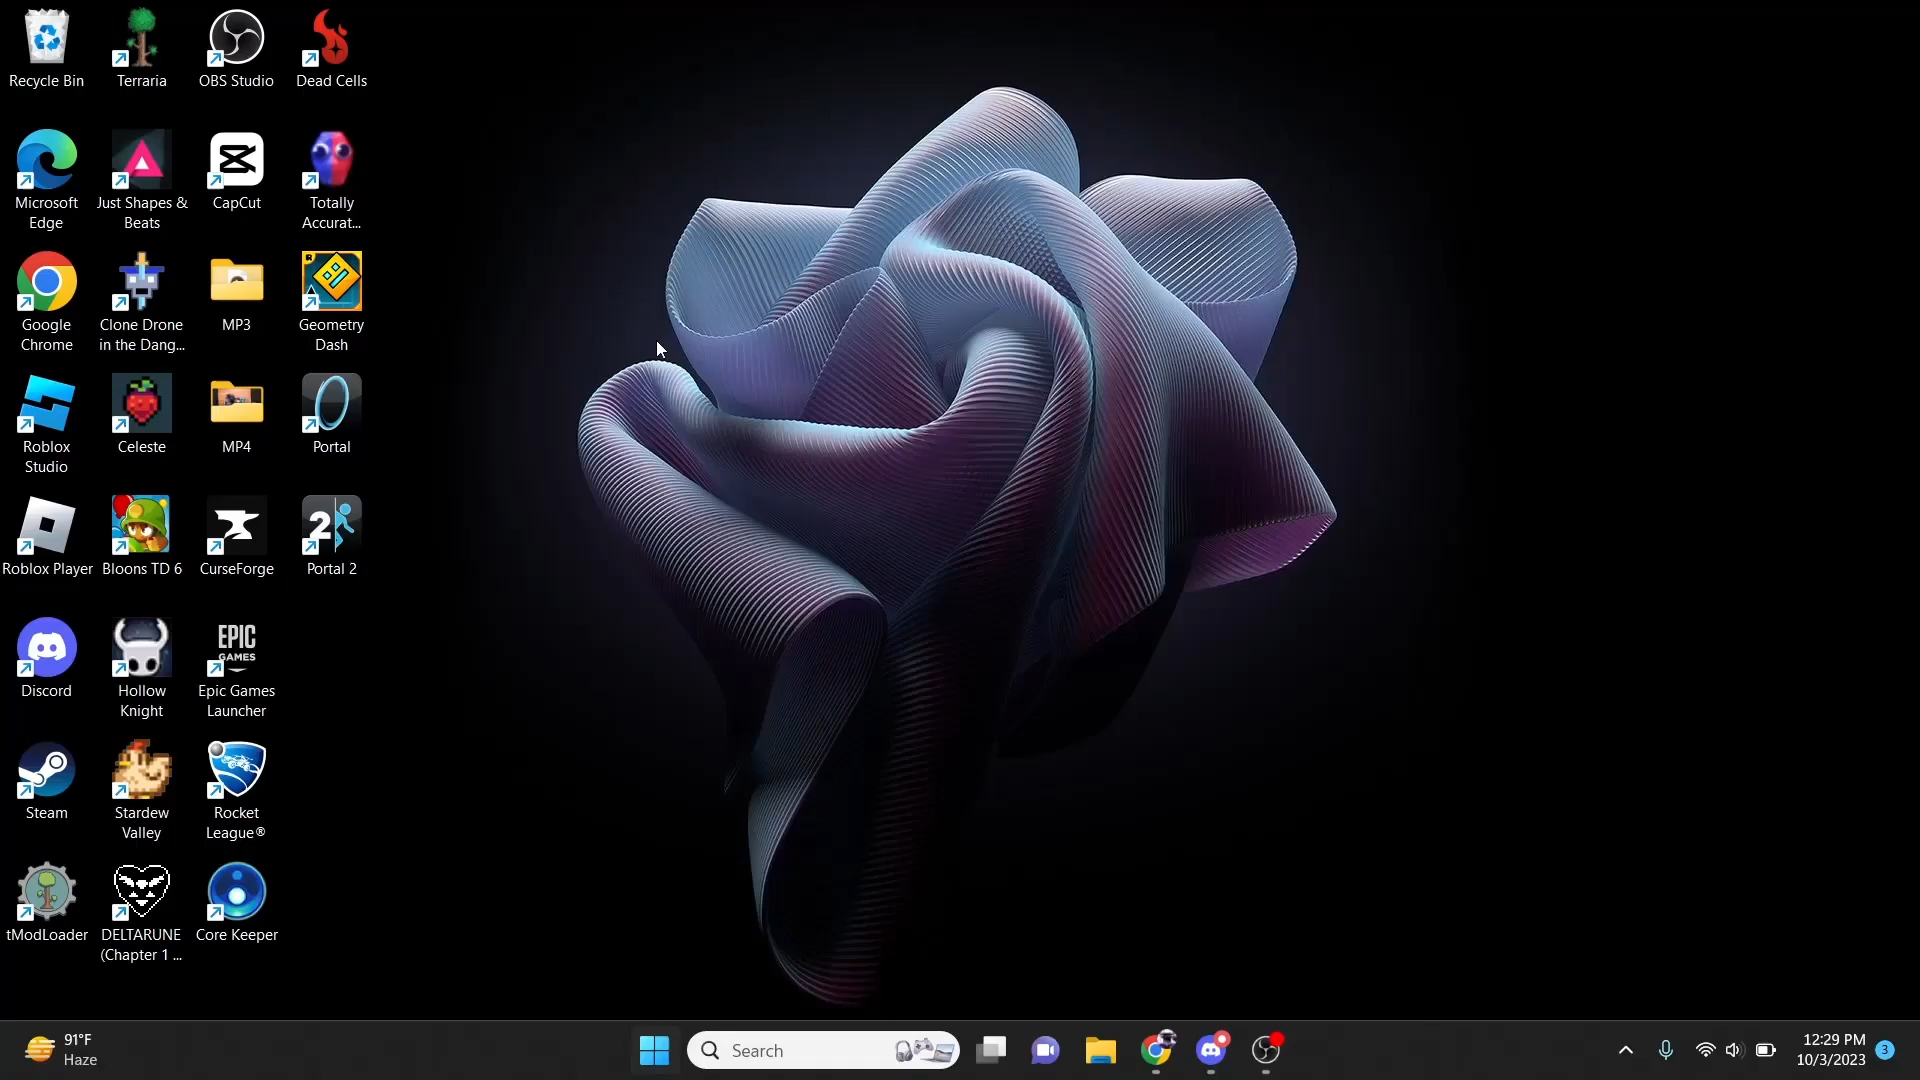 Recycle Bin
Terraria
OBS Studio
Dead Cells
Microsoft
Edge
Just Shapes &
Beats
CapCut
Totally
Accurat...
Google
Chrome
Clone Drone
in the Dang...
MP3
R
Geometry
Dash
Roblox
Studio
Celeste
MP4
Portal
Roblox Player
Bloons TD 6
CurseForge
2
Portal 2
Discord
Hollow
Knight
EPIC
GAMES
Epic Games
Launcher
Steam
Stardew
Valley
Rocket
League®
tModLoader
DELTARUNE
(Chapter 1 ...
Core Keeper
91°F
Haze
Search
12:29 PM
10/3/2023
3